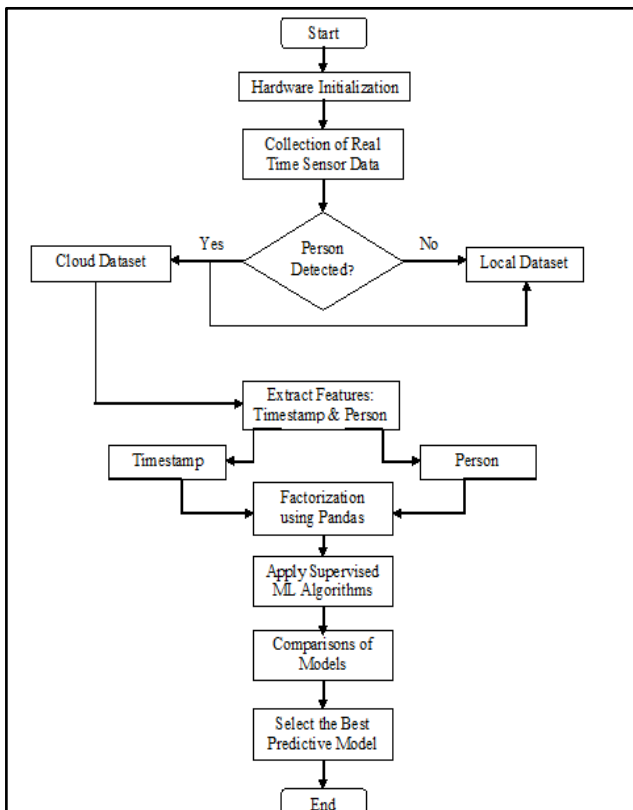 Start
Hardware Initialization
Collection of Real
Time Sensor Data
Yes
Person
Detected?
No
Cloud Dataset
Local Dataset
Extract Features:
Timestamp & Person
Timestamp
Person
Factorization
using Pandas
Apply Supervised
ML Algorithms
Comparisons of
Models
Select the Best
Predictive Model
End